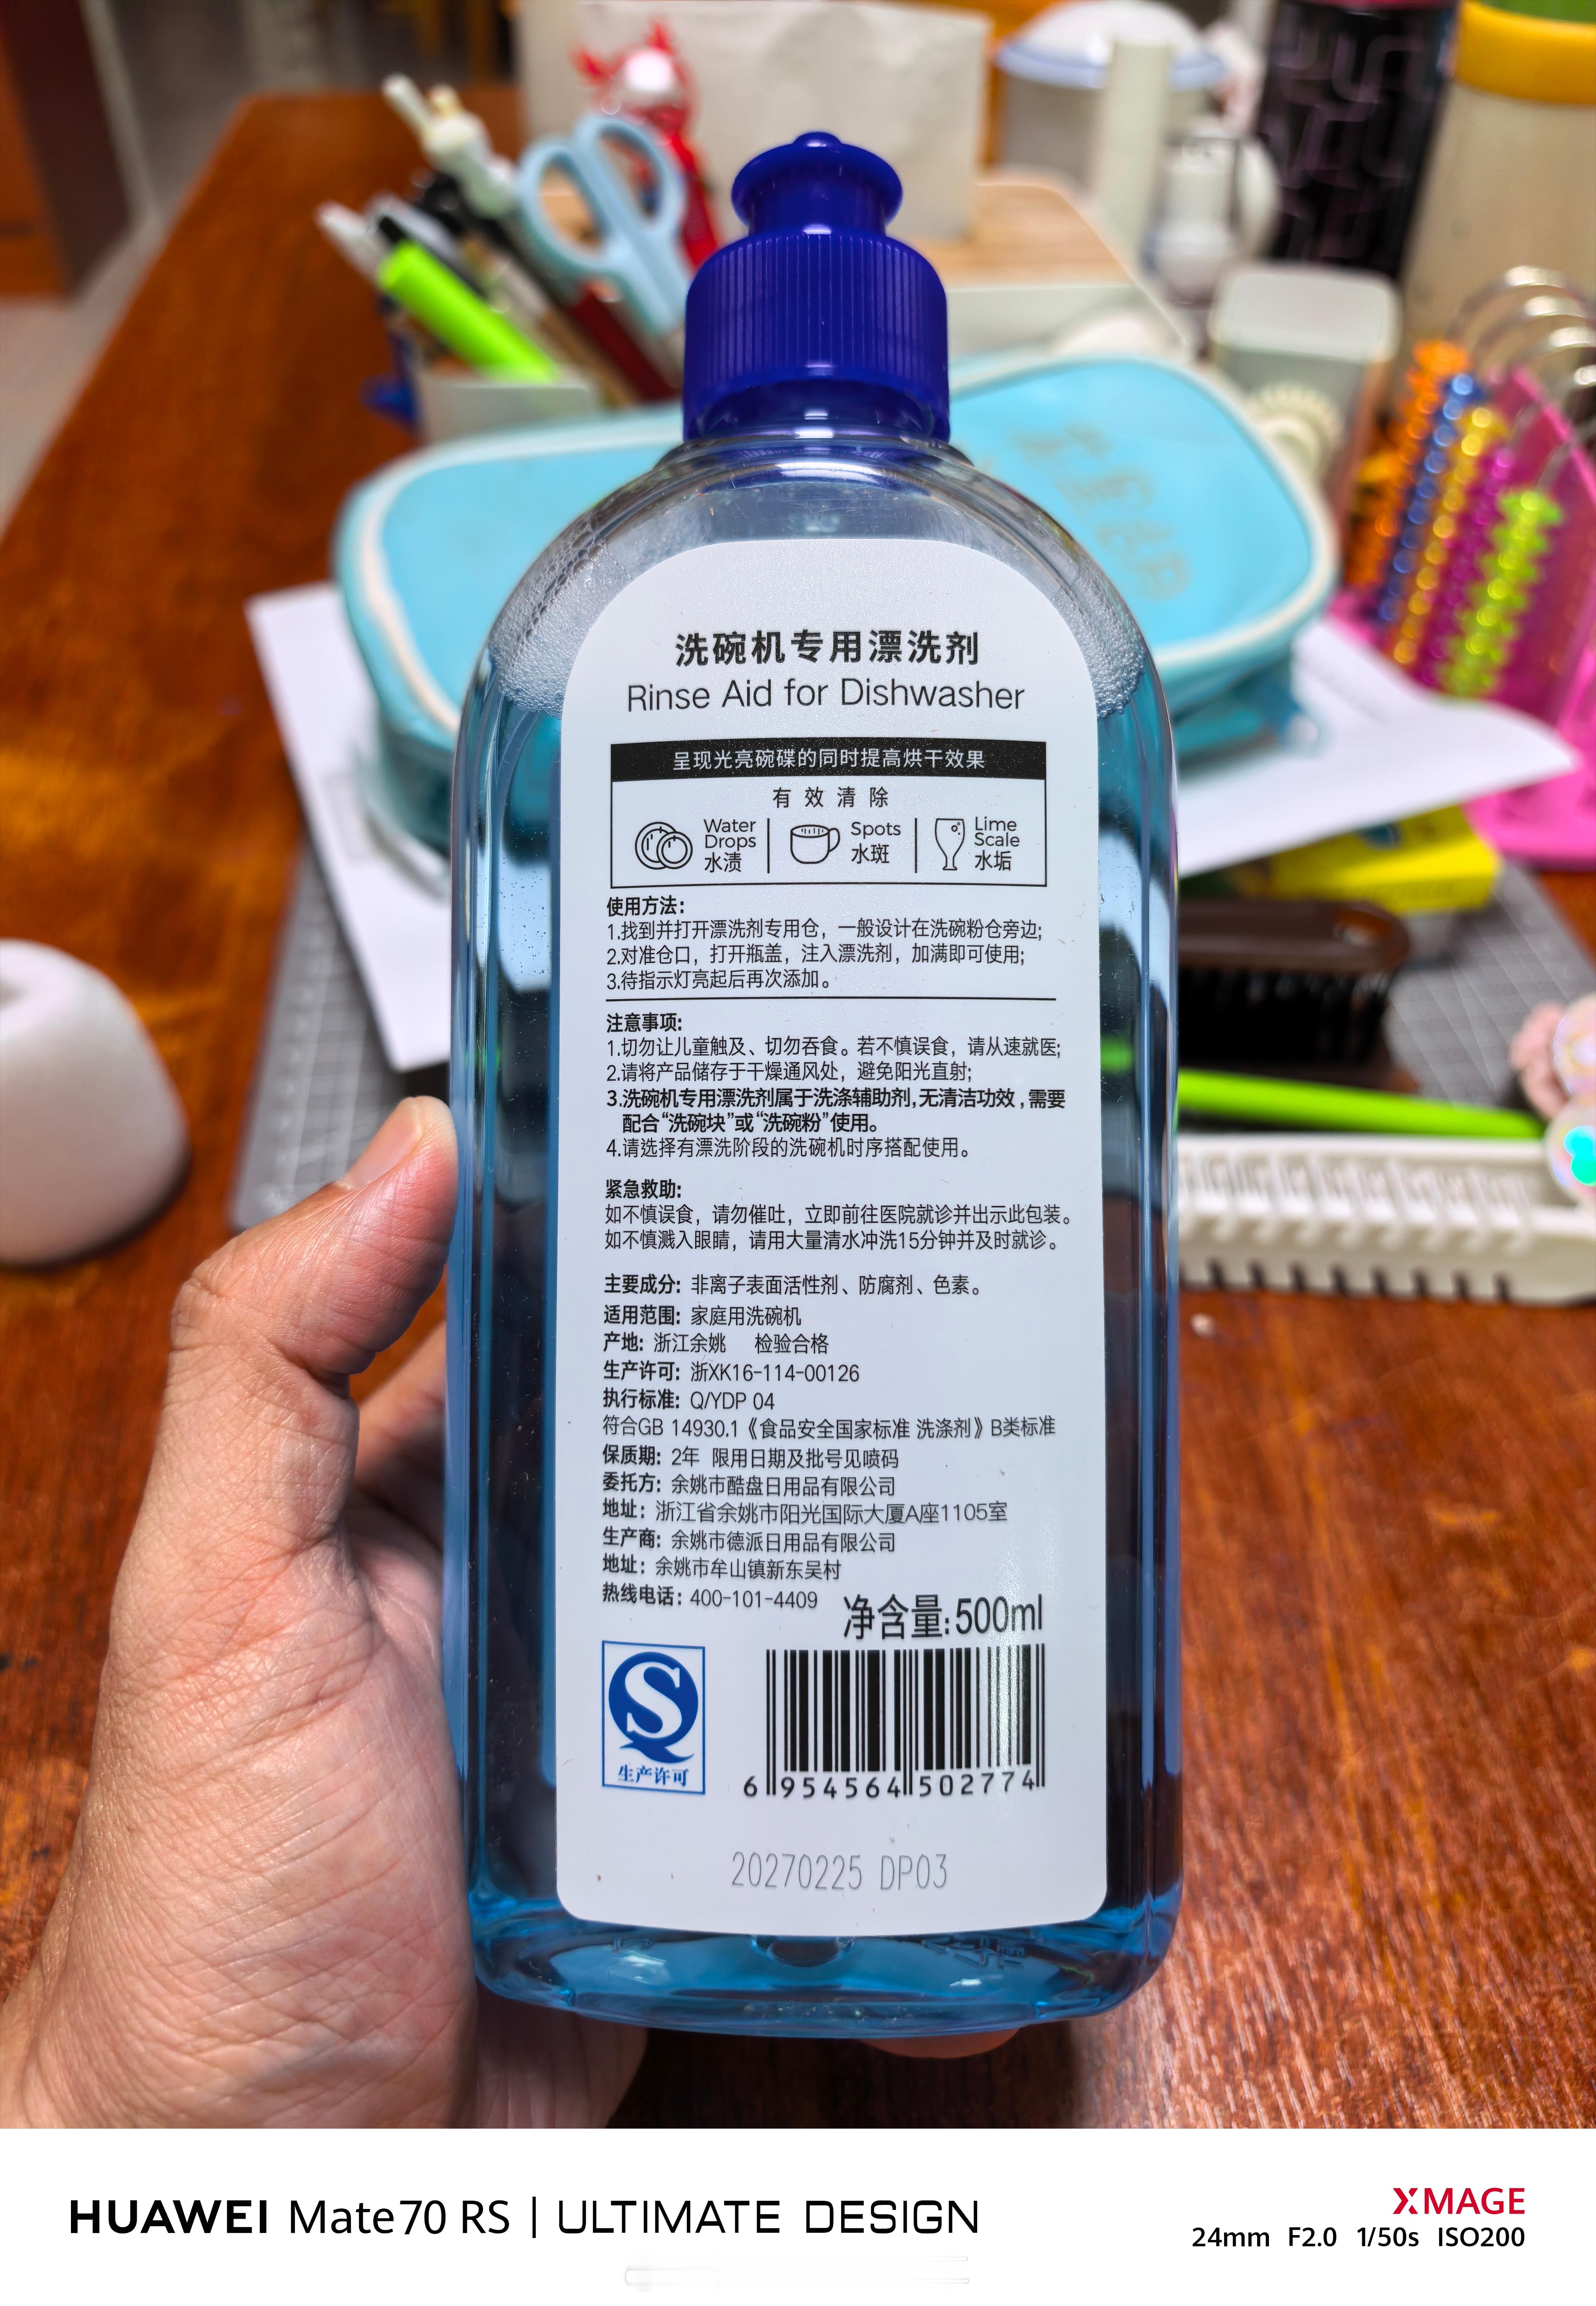 洗碗机专用漂洗剂
Rinse Aid for Dishwasher
呈现光亮碗碟的同时提高烘干效果
有效清除
Water Drops 水渍
Spots 水斑
Lime Scale 水垢
使用方法:
1.找到并打开漂洗剂专用仓，一般设计在洗碗粉仓旁边;
2.对准仓口，打开瓶盖，注入漂洗剂，加满即可使用;
3.待指示灯亮起后再次添加。
注意事项:
1.切勿让儿童触及、切勿吞食。若不慎误食，请从速就医;
2.请将产品储存于干燥通风处，避免阳光直射;
3.洗碗机专用漂洗剂属于洗涤辅助剂,无清洁功效,需要
配合“洗碗块”或“洗碗粉”使用。
4.请选择有漂洗阶段的洗碗机时序搭配使用。
紧急救助:
如不慎误食，请勿催吐，立即前往医院就诊并出示此包装。
如不慎溅入眼睛，请用大量清水冲洗15分钟并及时就诊。
主要成分: 非离子表面活性剂、防腐剂、色素。
适用范围: 家庭用洗碗机
产地: 浙江余姚 检验合格
生产许可: 浙XK16-114-00126
执行标准: Q/YDP 04
符合GB 14930.1《食品安全国家标准 洗涤剂》B类标准
保质期: 2年 限用日期及批号见喷码
委托方: 余姚市酷盘日用品有限公司
地址: 浙江省余姚市阳光国际大厦A座1105室
生产商: 余姚市德派日用品有限公司
地址: 余姚市牟山镇新东吴村
热线电话: 400-101-4409
净含量:500ml
生产许可
6 954564 502774
20270225 DP03
HUAWEI Mate70 RS | ULTIMATE DESIGN
XMAGE
24mm F2.0 1/50s ISO200